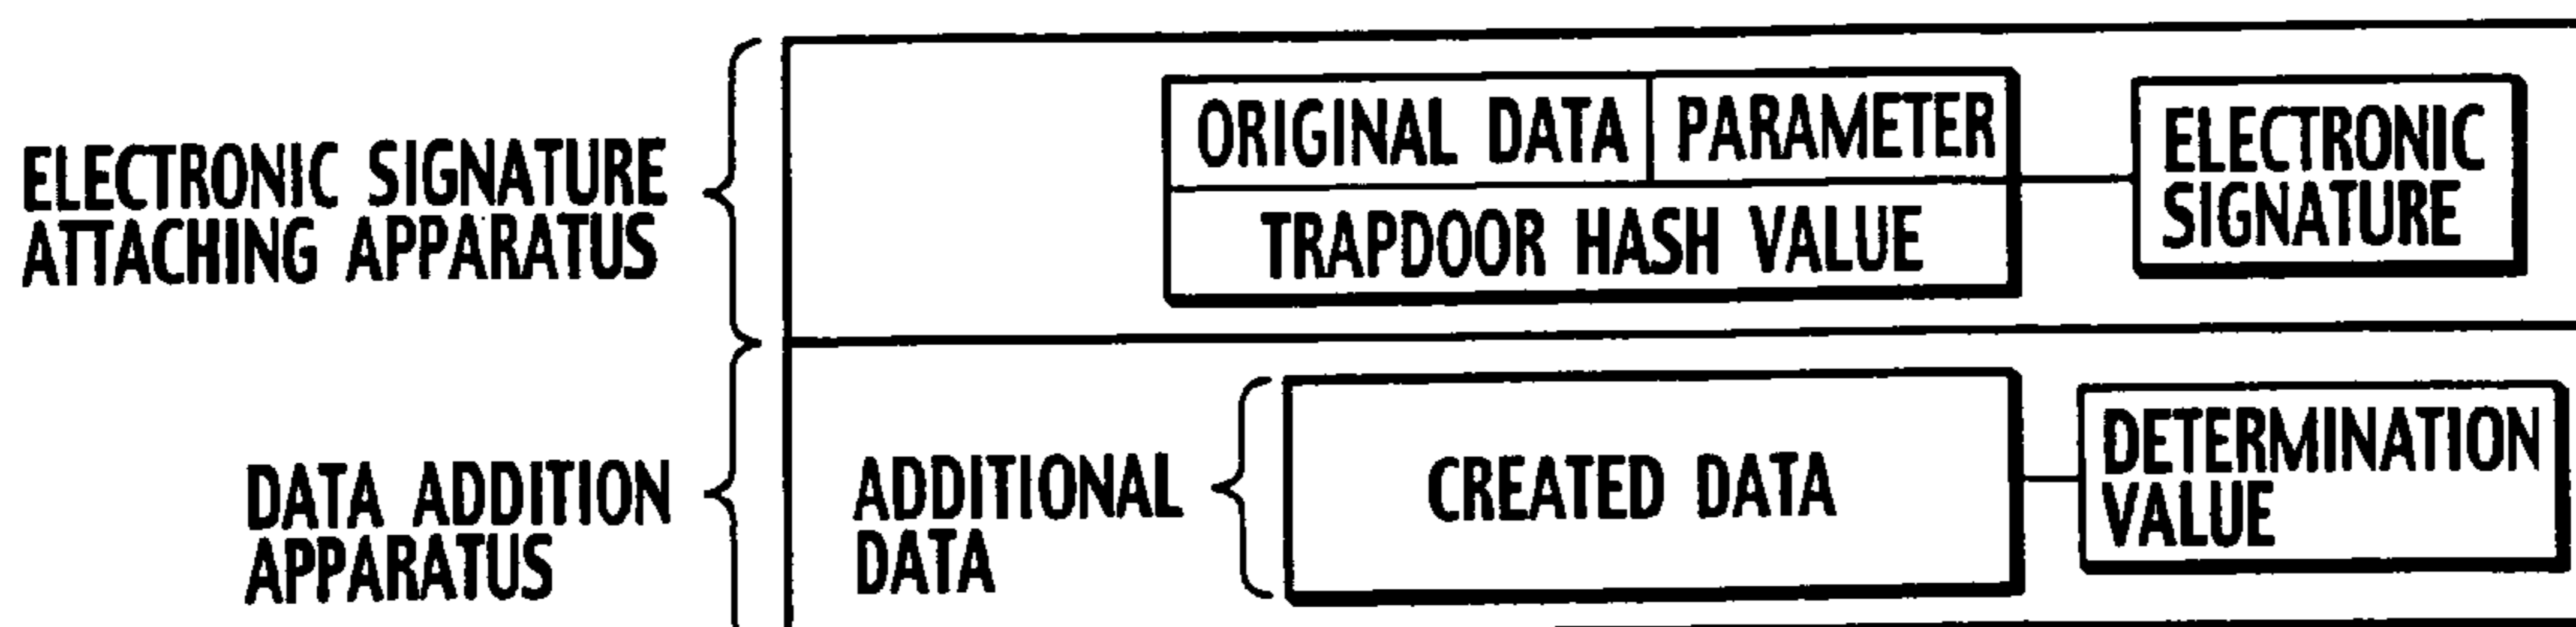 ELECTRONIC SIGNATURE
ATTACHING APPARATUS
ORIGINAL DATA
PARAMETER
TRAPDOOR HASH VALUE
ELECTRONIC
SIGNATURE
DATA ADDITION
APPARATUS
ADDITIONAL
DATA
CREATED DATA
DETERMINATION
VALUE